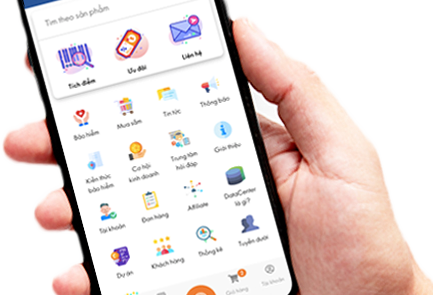 Tìm theo sản phẩm
Tích điểm
Ưu đãi
Liên hệ
Bảo hiểm
Mua sắm
Tin tức
Thông báo
Kiến thức
bảo hiểm
Cơ hội
kinh doanh
Trung tâm
hỏi đáp
Giới thiệu
Tài khoản
Đơn hàng
Affiliate
DataCenter
là gì?
Dự án
Khách hàng
Thống kê
Tuyến dưới
Giỏ hàng
Tài khoản